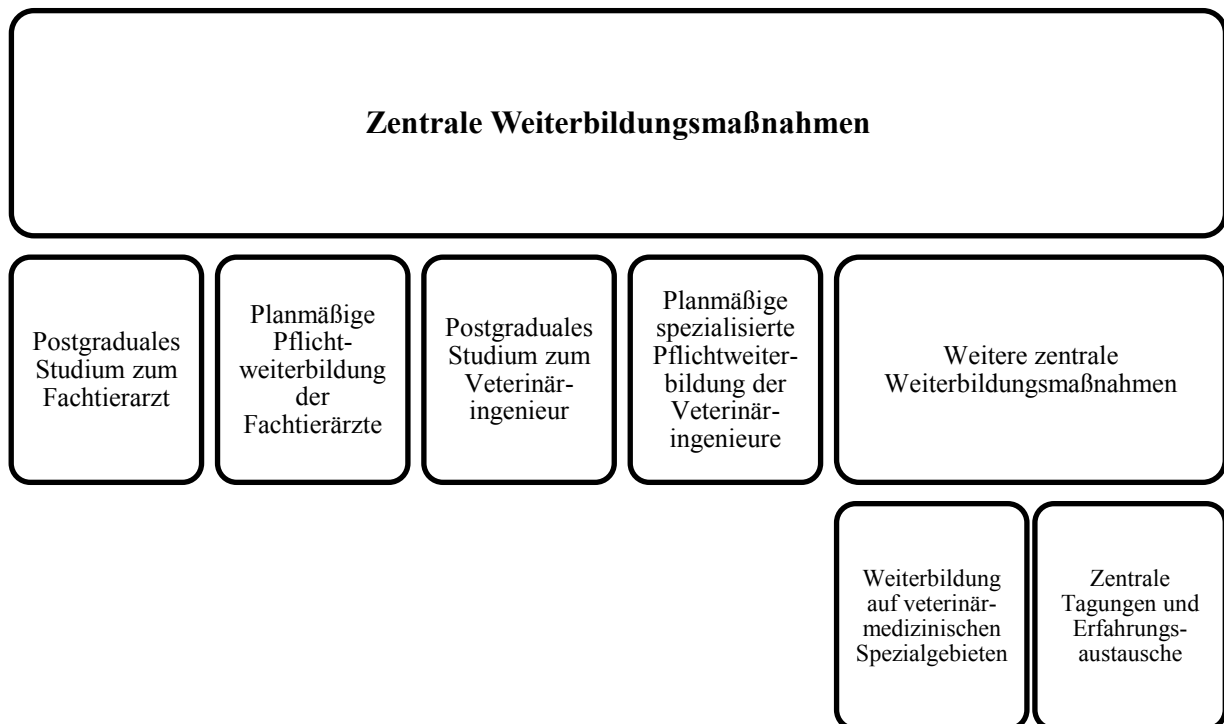 Zentrale Weiterbildungsmaßnahmen
Postgraduales
Studium zum
Fachtierarzt
Planmäßige
Pflicht-
weiterbildung
der
Fachtierärzte
Postgraduales
Studium zum
Veterinär-
ingenieur
Planmäßige
spezialisierte
Pflichtweiter-
bildung der
Veterinär-
ingenieure
Weitere zentrale
Weiterbildungsmaßnahmen
Weiterbildung
auf veterinär-
medizinischen
Spezialgebieten
Zentrale
Tagungen und
Erfahrungs-
austausche